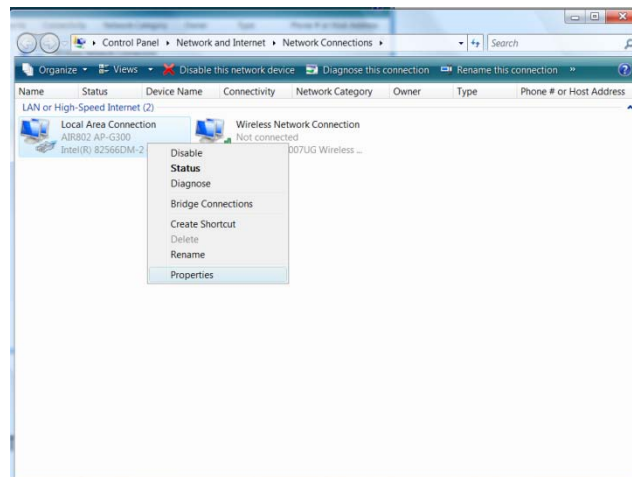 Control Panel ▸ Network and Internet ▸ Network Connections ▸ Search
Organize Views Disable this network device Diagnose this connection Rename this connection »
Name Status Device Name Connectivity Network Category Owner Type Phone # or Host Address
LAN or High-Speed Internet (2)
Local Area Connection
AIR802 AP-G300
Intel(R) 82566DM-2
Wireless Network Connection
Not connected
007UG Wireless ...
Disable
Status
Diagnose
Bridge Connections
Create Shortcut
Delete
Rename
Properties